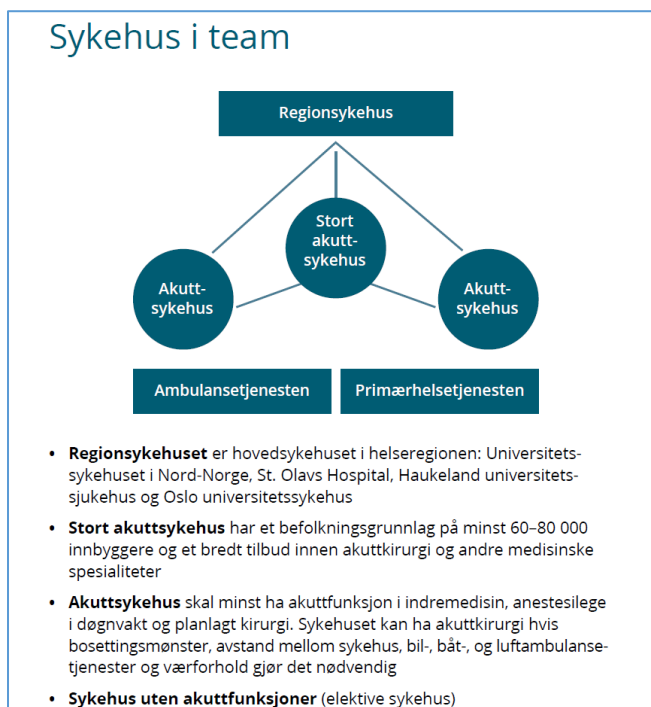 Sykehus i team
Regionsykehus
Stort
akutt-
sykehus
Akutt-
sykehus
Akutt-
sykehus
Ambulansetjenesten
Primærhelsetjenesten
• Regionsykehuset er hovedsykehuset i helseregionen: Universitets-
sykehuset i Nord-Norge, St. Olavs Hospital, Haukeland universitets-
sjukehus og Oslo universitetssykehus
• Stort akuttsykehus har et befolkningsgrunnlag på minst 60–80 000
innbyggere og et bredt tilbud innen akuttkirurgi og andre medisinske
spesialiteter
• Akuttsykehus skal minst ha akuttfunksjon i indremedisin, anestesilege
i døgnvakt og planlagt kirurgi. Sykehuset kan ha akuttkirurgi hvis
bosettingsmønster, avstand mellom sykehus, bil-, båt-, og luftambulanse-
tjenester og værforhold gjør det nødvendig
• Sykehus uten akuttfunksjoner (elektive sykehus)